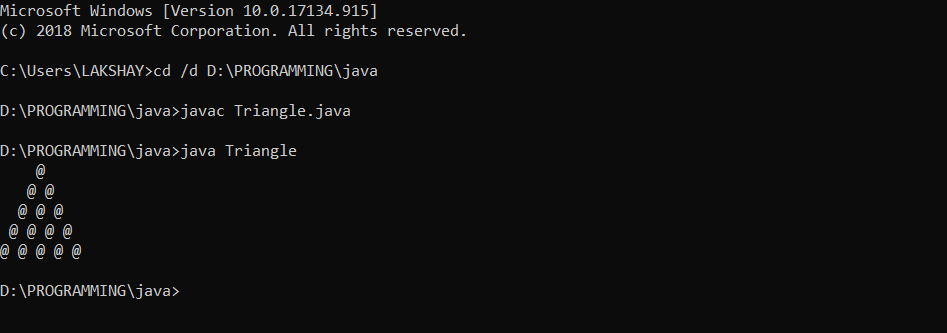 Microsoft Windows [Version 10.0.17134.915]
(c) 2018 Microsoft Corporation. All rights reserved.

C:\Users\LAKSHAY>cd /d D:\PROGRAMMING\java

D:\PROGRAMMING\java>javac Triangle.java

D:\PROGRAMMING\java>java Triangle
    @
   @ @
  @ @ @
 @ @ @ @
@ @ @ @ @

D:\PROGRAMMING\java>